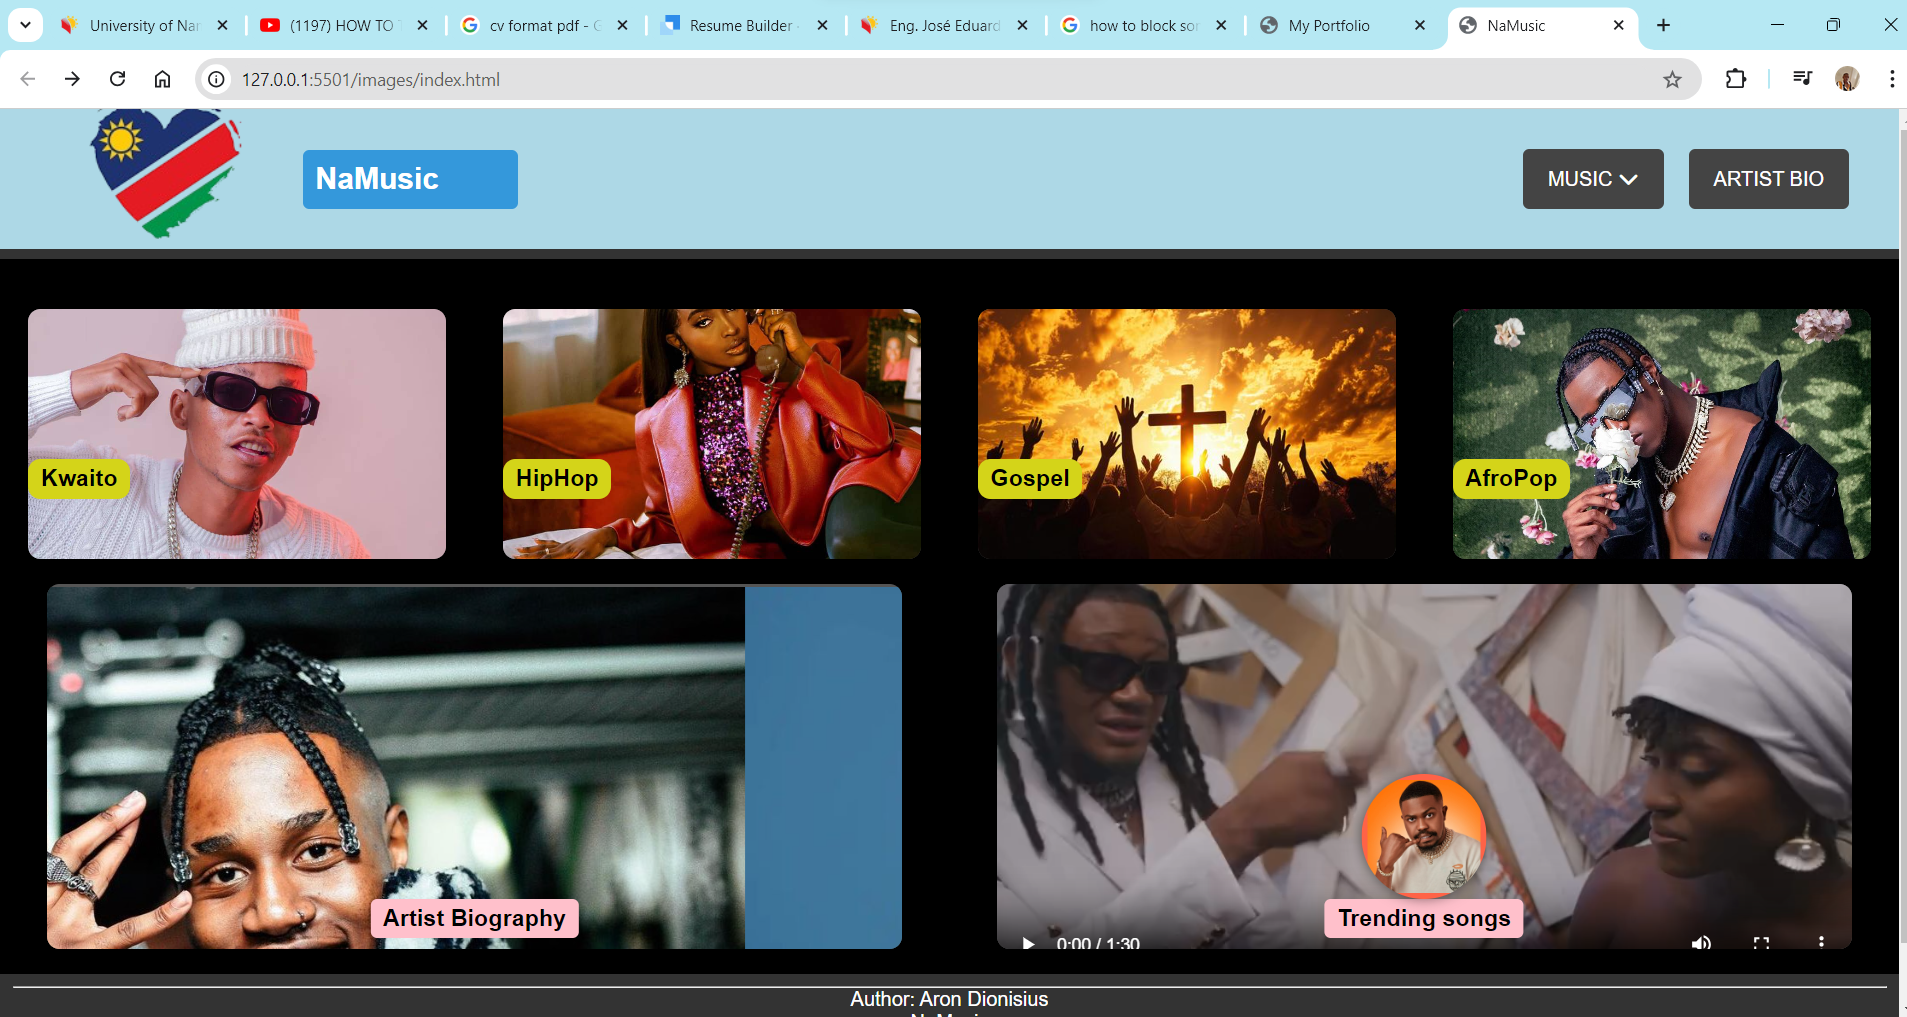 University of Nar
(1197) HOW TO
cv format pdf - G
Resume Builder
Eng. José Eduard
how to block sor
My Portfolio
NaMusic
127.0.0.1:5501/images/index.html
NaMusic
MUSIC
ARTIST BIO
Kwaito
HipHop
Gospel
AfroPop
Artist Biography
Trending songs
0:00 / 1:30
Author: Aron Dionisius